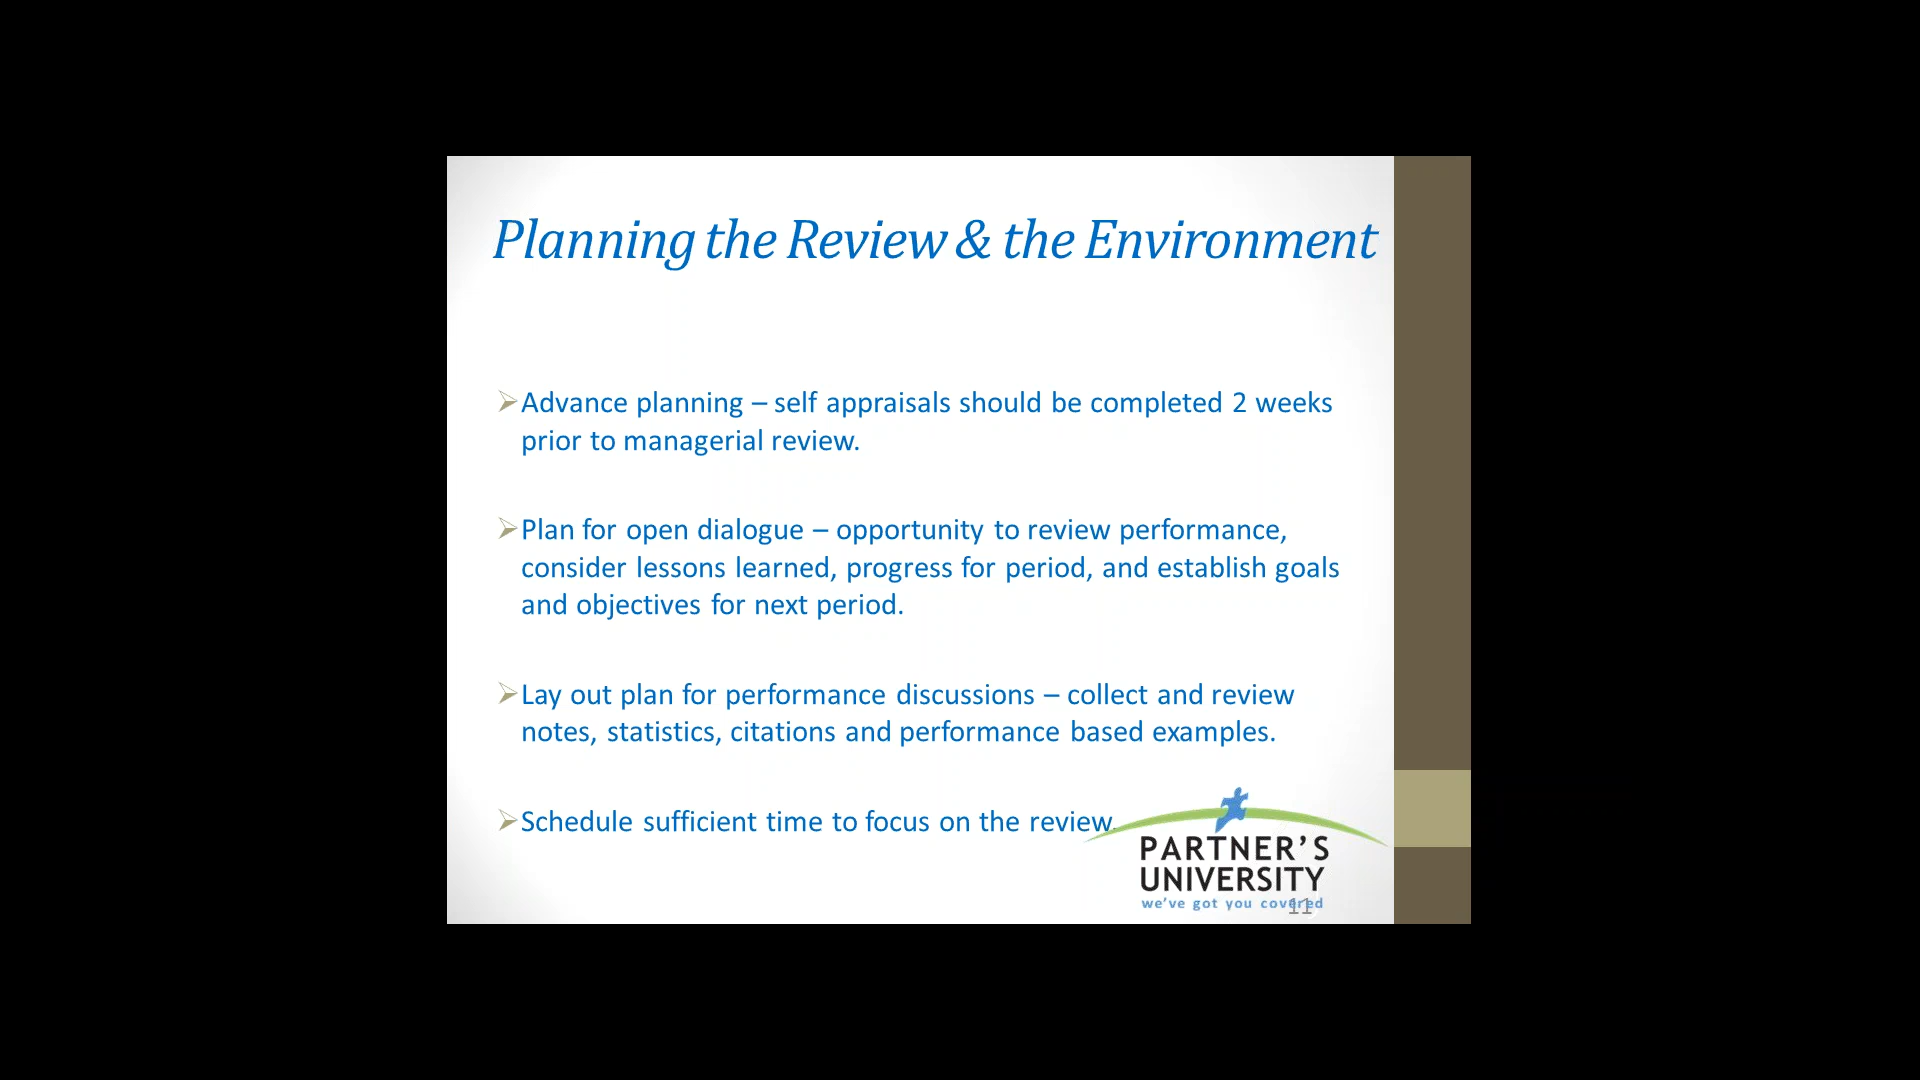 Planning the Review & the Environment
Advance planning – self appraisals should be completed 2 weeks
prior to managerial review.
Plan for open dialogue – opportunity to review performance,
consider lessons learned, progress for period, and establish goals
and objectives for next period.
Lay out plan for performance discussions – collect and review
notes, statistics, citations and performance based examples.
Schedule sufficient time to focus on the review.
PARTNER'S
UNIVERSITY
we've got you covered
11